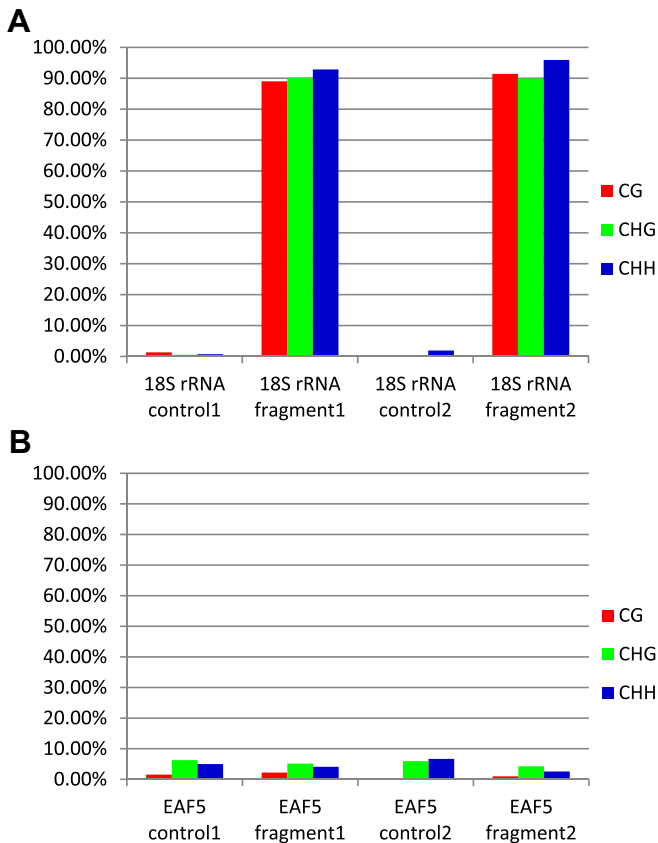 A
100.00%
90.00%
80.00%
70.00%
60.00%
50.00%
40.00%
30.00%
20.00%
10.00%
0.00%
18S rRNA control1
18S rRNA fragment1
18S rRNA control2
18S rRNA fragment2
CG
CHG
CHH
B
100.00%
90.00%
80.00%
70.00%
60.00%
50.00%
40.00%
30.00%
20.00%
10.00%
0.00%
EAF5 control1
EAF5 fragment1
EAF5 control2
EAF5 fragment2
CG
CHG
CHH